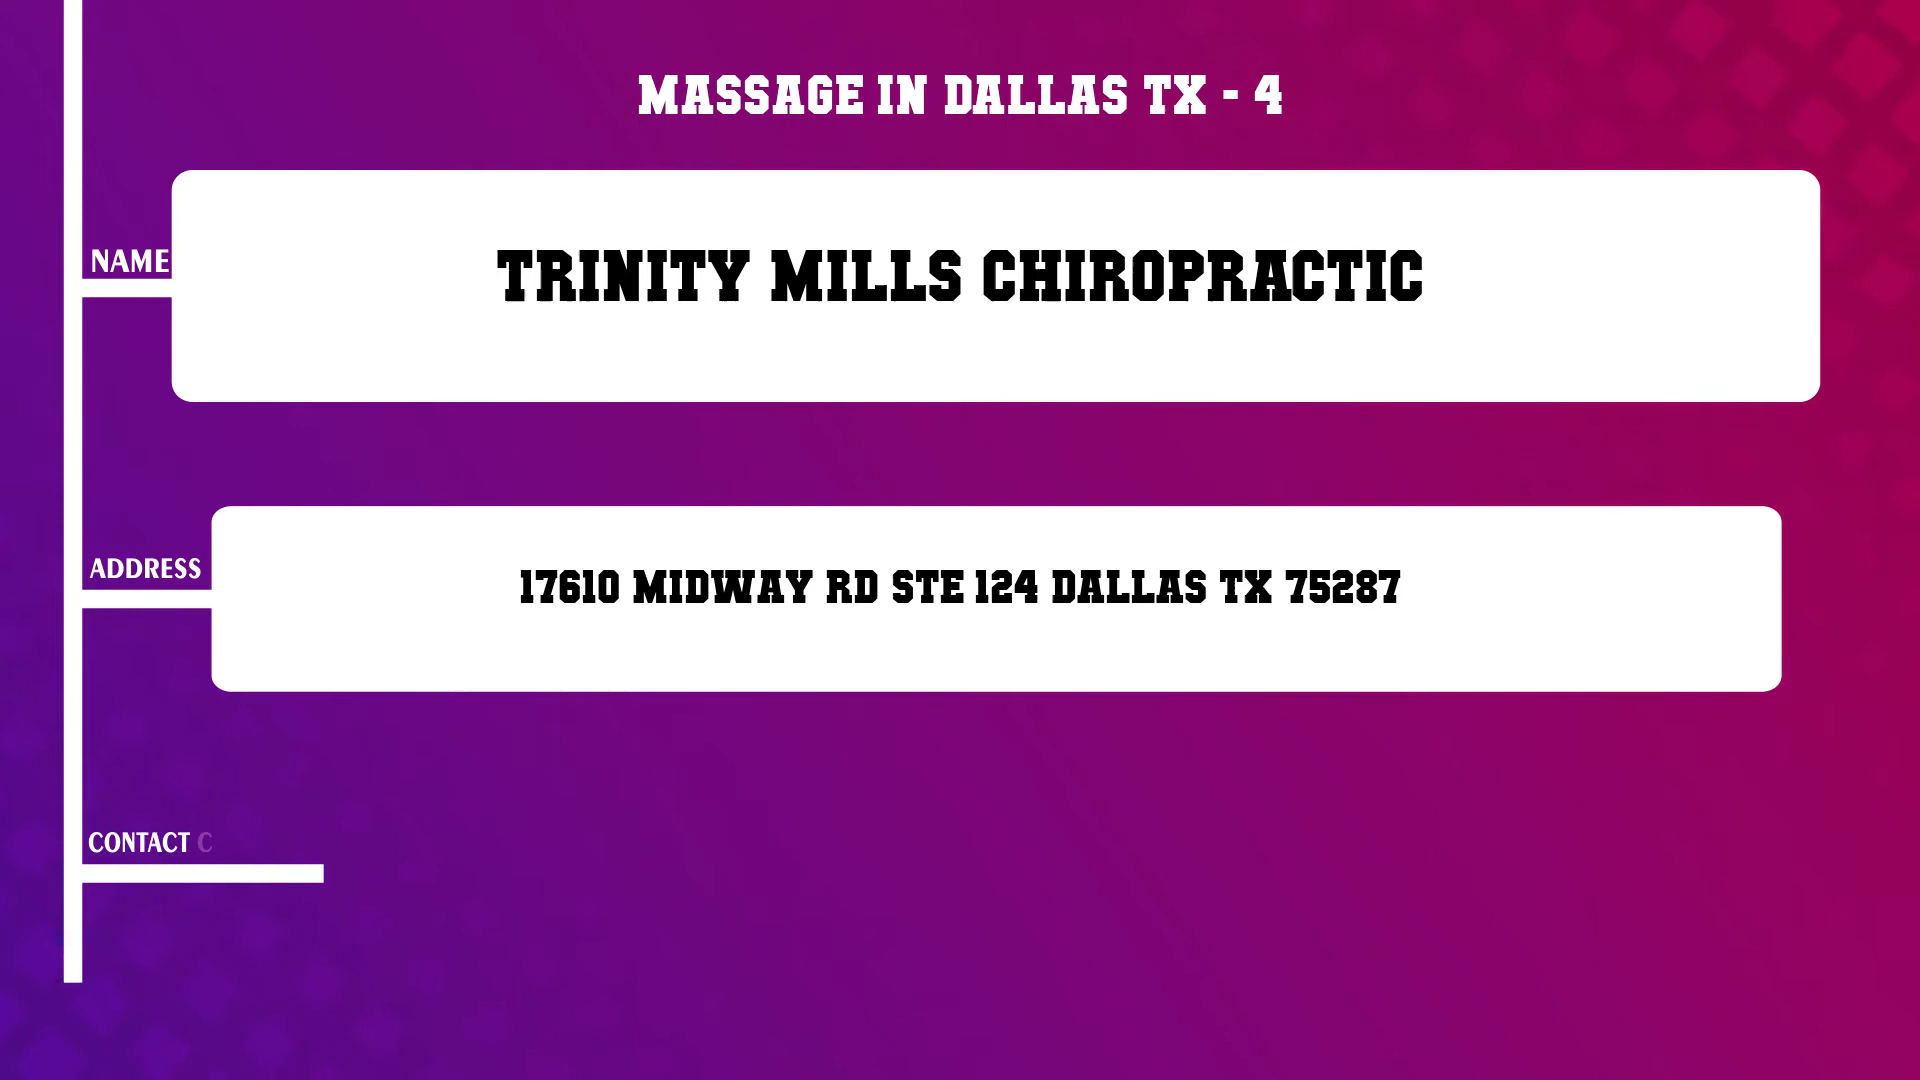 MASSAGE IN DALLAS TX - 4
NAME
TRINITY MILLS CHIROPRACTIC
ADDRESS
17610 MIDWAY RD STE 124 DALLAS TX 75287
CONTACT C